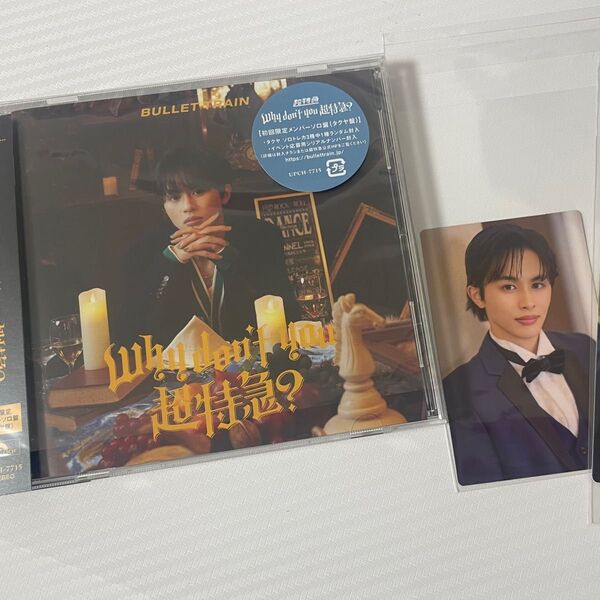 BULLET TRAIN
超特急
Why don't you 超特急?
【初回限定メンバーソロ盤(タクヤ盤)】
・タクヤ ソロトレカ3種中1種ランダム封入
・イベント応募用シリアルナンバー封入
https://bullettrain.jp/
UPCH-7715
ROCK ROLL
DANCE
Why don't you
超特急?